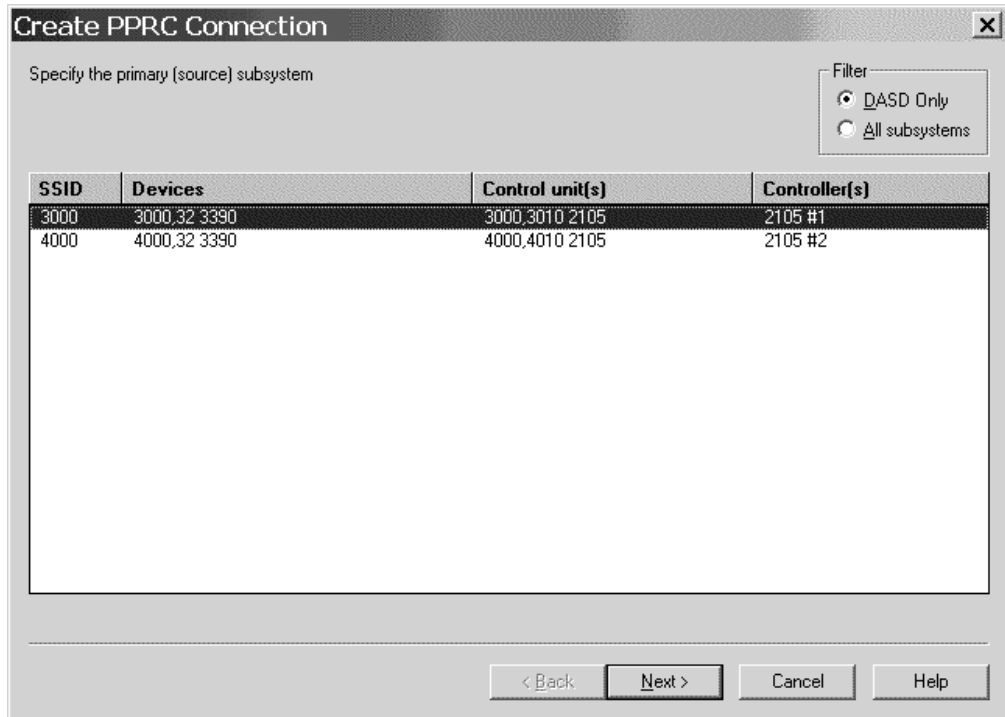 Create PPRC Connection
Specify the primary (source) subsystem
Filter
DASD Only
All subsystems
SSID Devices Control unit(s) Controller(s)
3000 3000,32 3390 3000,3010 2105 2105 #1
4000 4000,32 3390 4000,4010 2105 2105 #2
< Back Next > Cancel Help